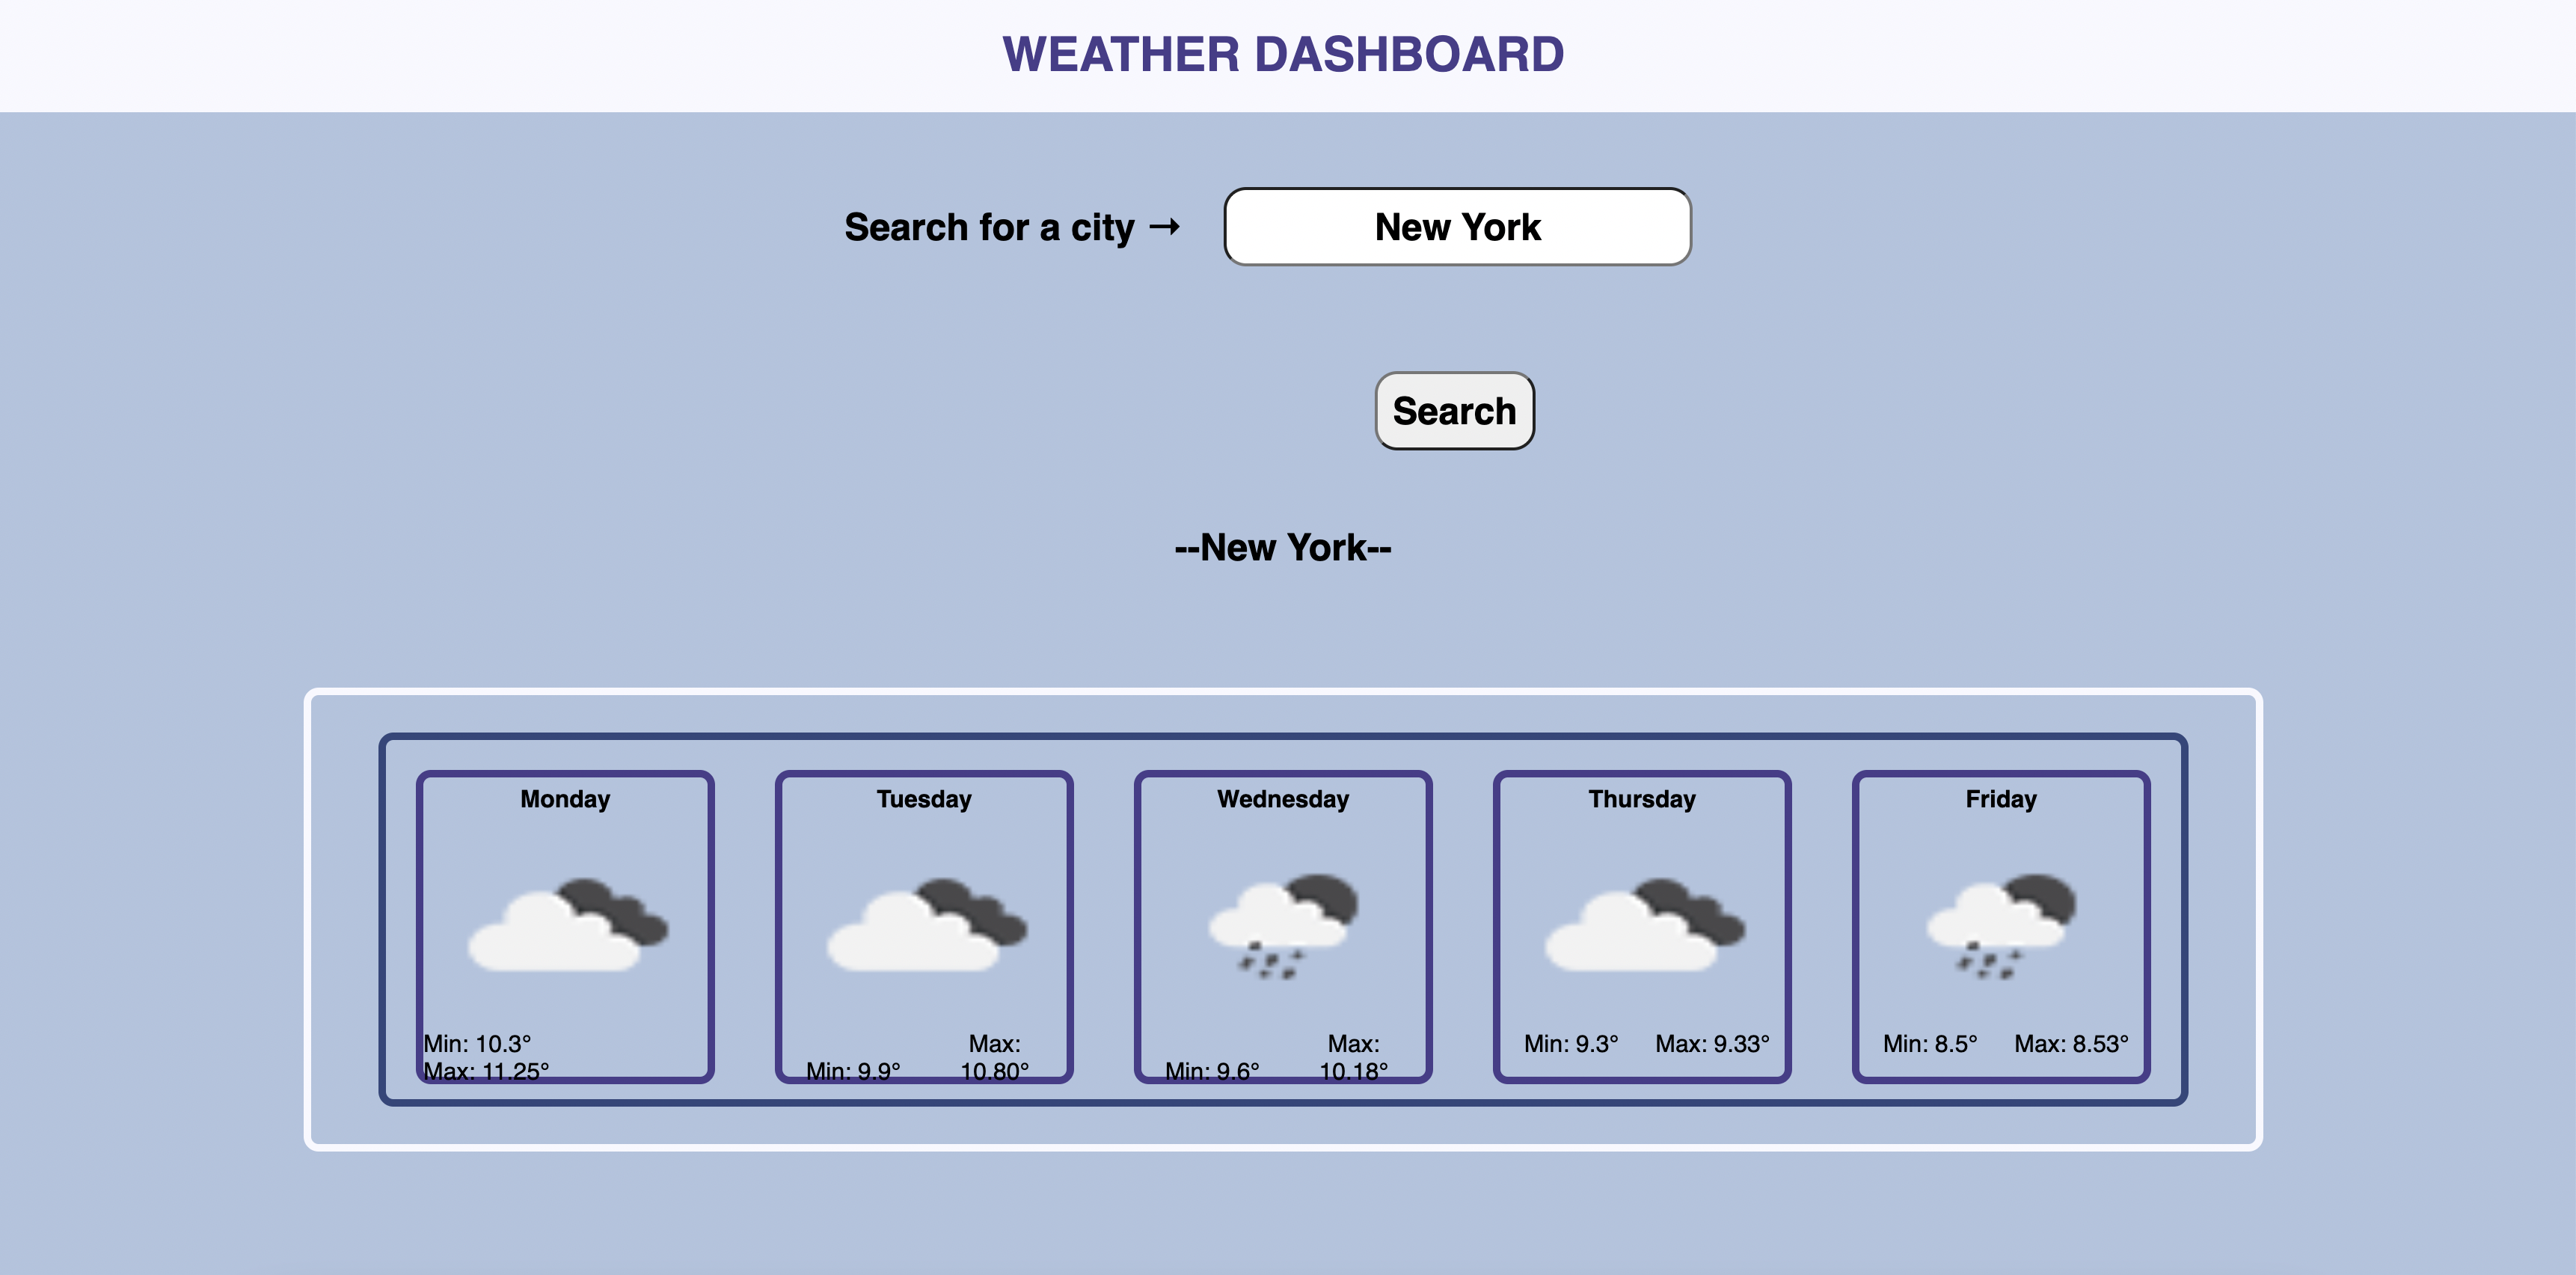 WEATHER DASHBOARD
Search for a city →
New York
Search
--New York--
Monday
Min: 10.3°
Max: 11.25°
Tuesday
Min: 9.9°
Max:
10.80°
Wednesday
Min: 9.6°
Max:
10.18°
Thursday
Min: 9.3° Max: 9.33°
Friday
Min: 8.5° Max: 8.53°